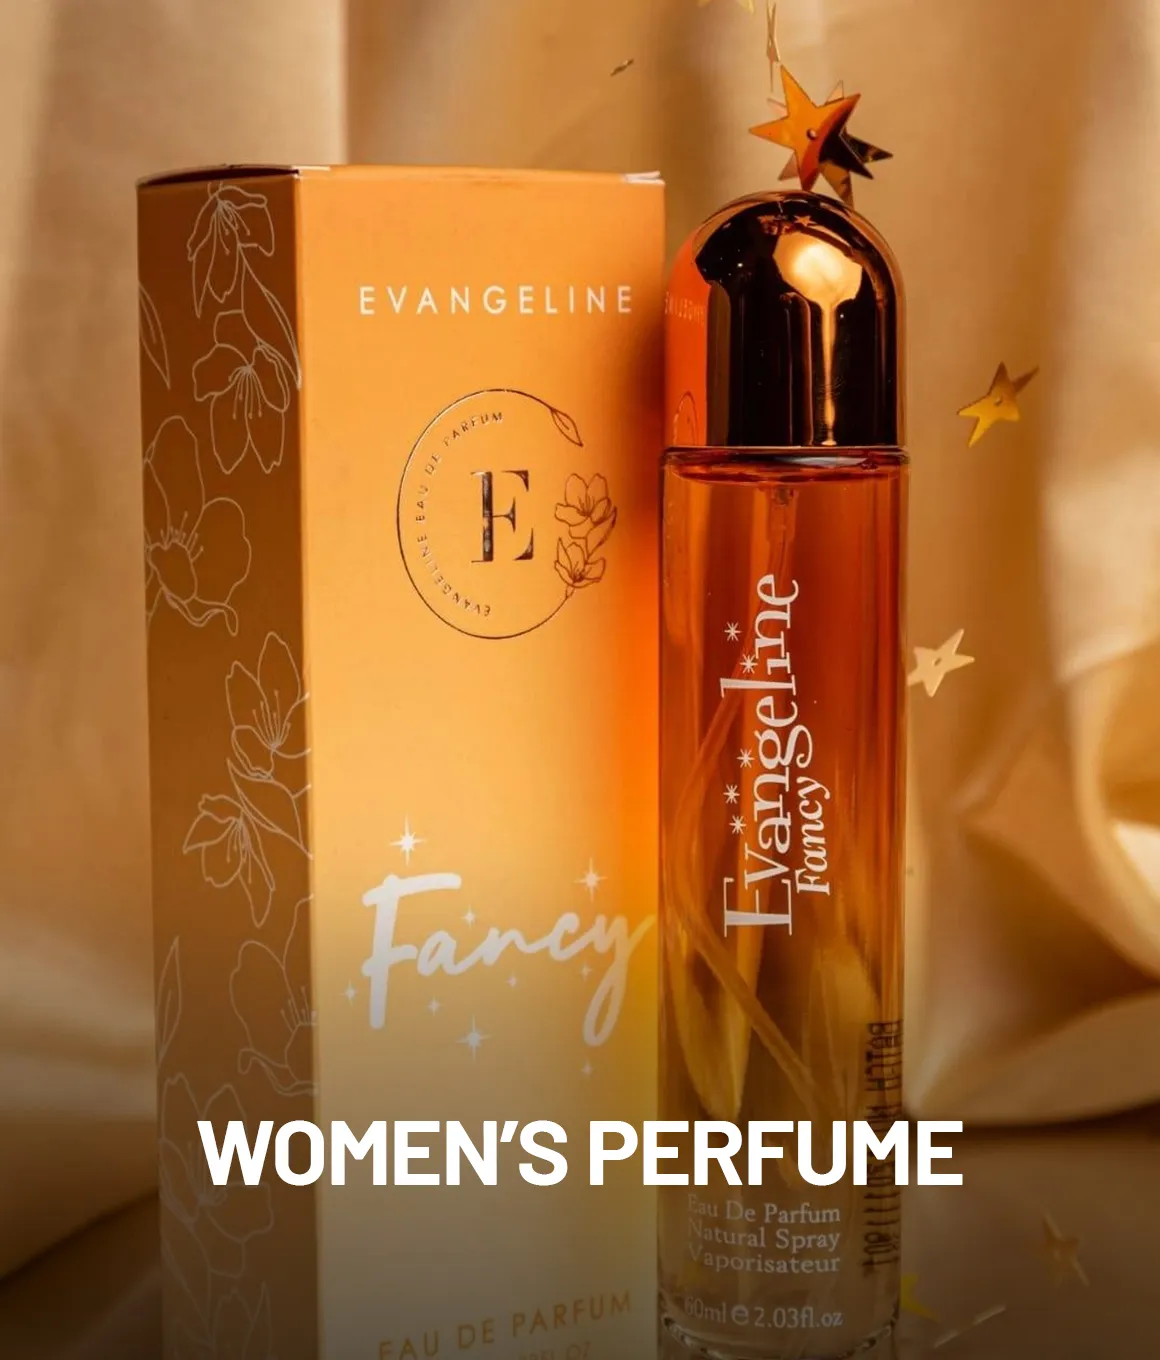 EVANGELINE
EVANGELINE EAU DE PARFUM
E
Fancy
EAU DE PARFUM
Evangeline
Fancy
WOMEN’S PERFUME
Eau De Parfum
Natural Spray
Vaporisateur
60ml e 2.03fl.oz